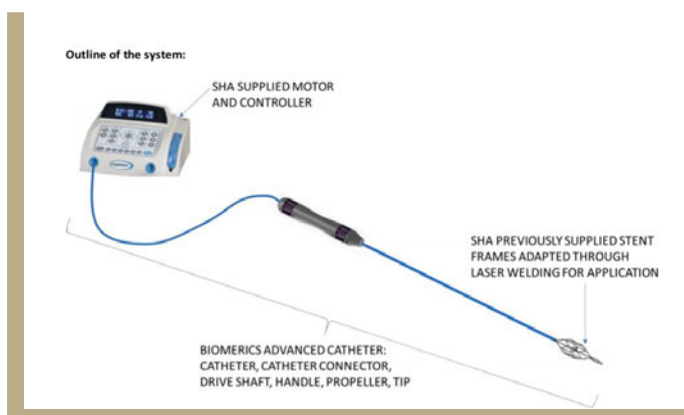 Outline of the system:
SHA SUPPLIED MOTOR
AND CONTROLLER
SHA PREVIOUSLY SUPPLIED STENT
FRAMES ADAPTED THROUGH
LASER WELDING FOR APPLICATION
BIOMERICS ADVANCED CATHETER:
CATHETER, CATHETER CONNECTOR,
DRIVE SHAFT, HANDLE, PROPELLER, TIP